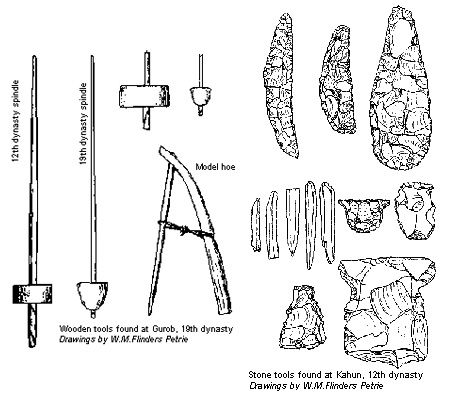 12th dynasty spindle
19th dynasty spindle
Model hoe
Wooden tools found at Gurob, 19th dynasty
Drawings by W.M.Flinders Petrie
Stone tools found at Kahun, 12th dynasty
Drawings by W.M.Flinders Petrie